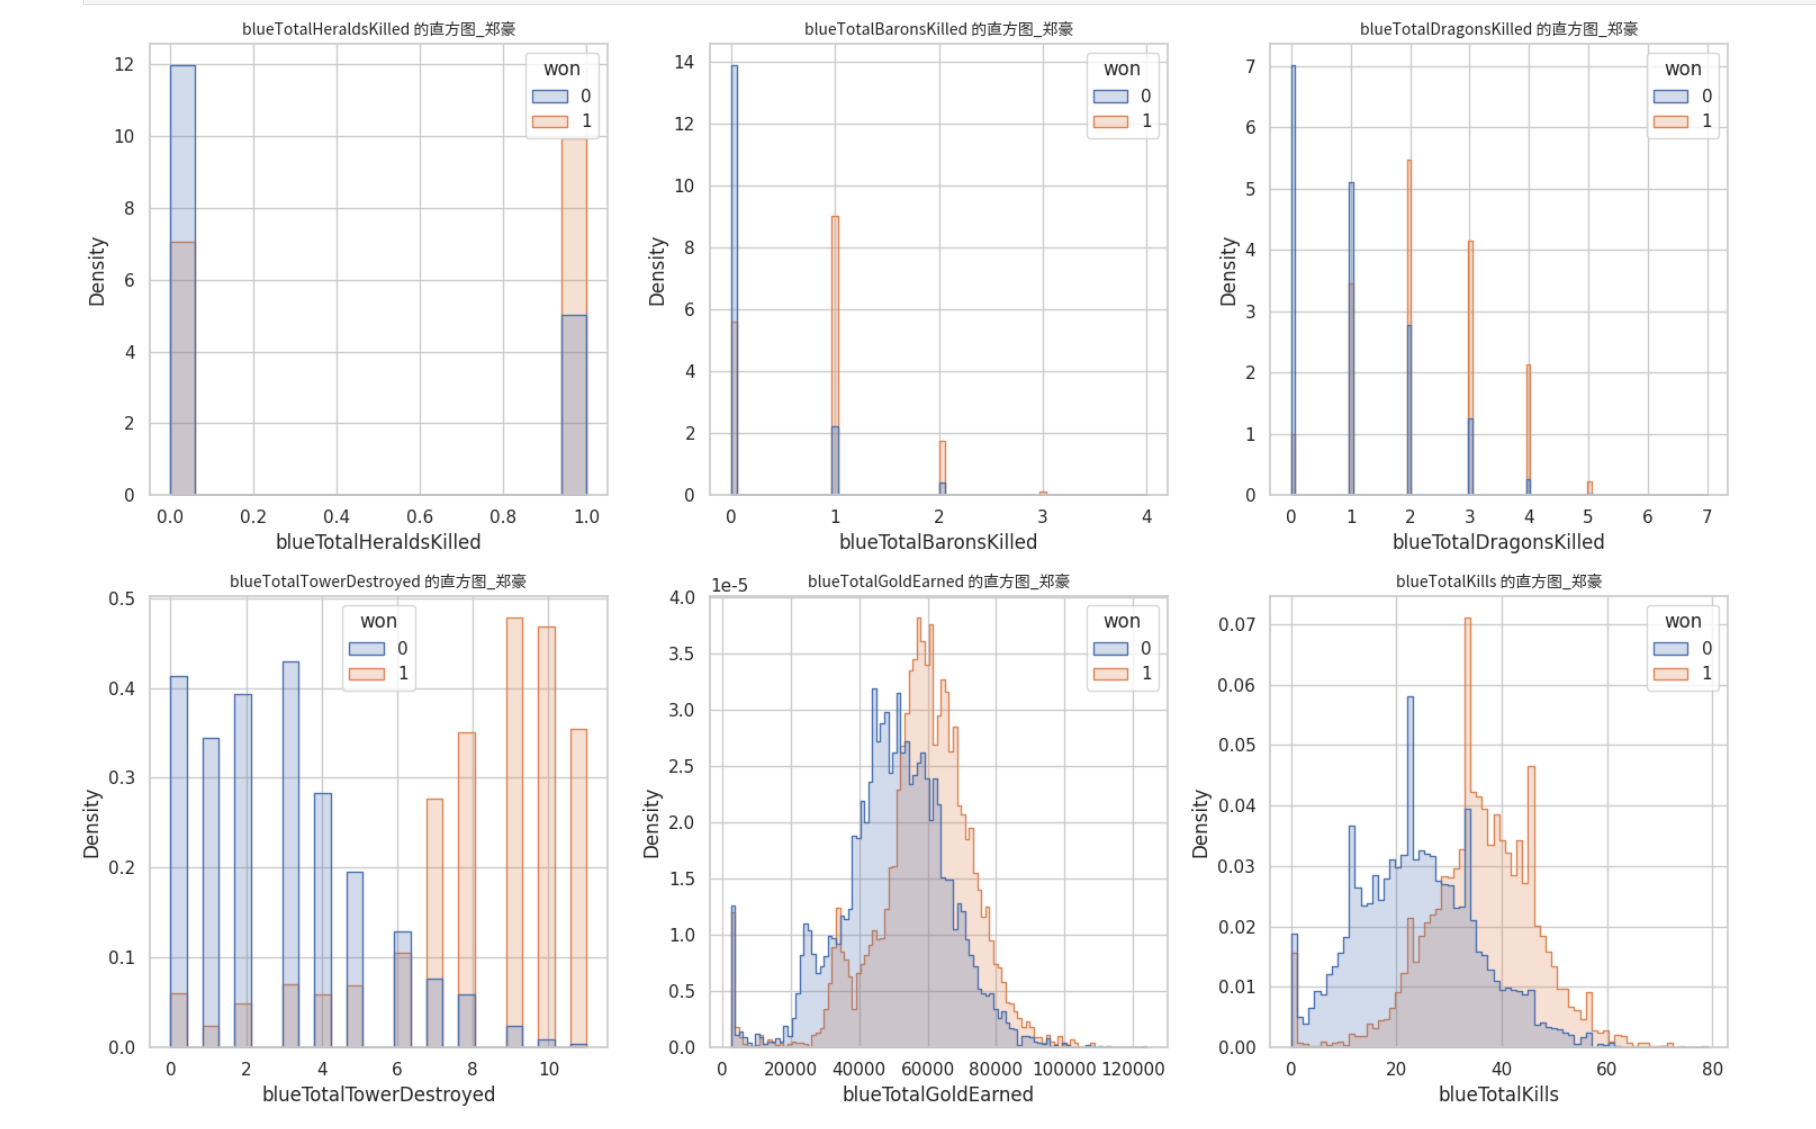 blueTotalHeraldsKilled 的直方图_郑豪
won
0
1
Density
12
10
8
6
4
2
0
0.0 0.2 0.4 0.6 0.8 1.0
blueTotalHeraldsKilled
blueTotalBaronsKilled 的直方图_郑豪
won
0
1
Density
14
12
10
8
6
4
2
0
0 1 2 3 4
blueTotalBaronsKilled
blueTotalDragonsKilled 的直方图_郑豪
won
0
1
Density
7
6
5
4
3
2
1
0
0 1 2 3 4 5 6 7
blueTotalDragonsKilled
blueTotalTowerDestroyed 的直方图_郑豪
won
0
1
Density
0.5
0.4
0.3
0.2
0.1
0.0
0 2 4 6 8 10
blueTotalTowerDestroyed
blueTotalGoldEarned 的直方图_郑豪
1e-5
won
0
1
Density
4.0
3.5
3.0
2.5
2.0
1.5
1.0
0.5
0.0
0 20000 40000 60000 80000 100000 120000
blueTotalGoldEarned
blueTotalKills 的直方图_郑豪
won
0
1
Density
0.07
0.06
0.05
0.04
0.03
0.02
0.01
0.00
0 20 40 60 80
blueTotalKills